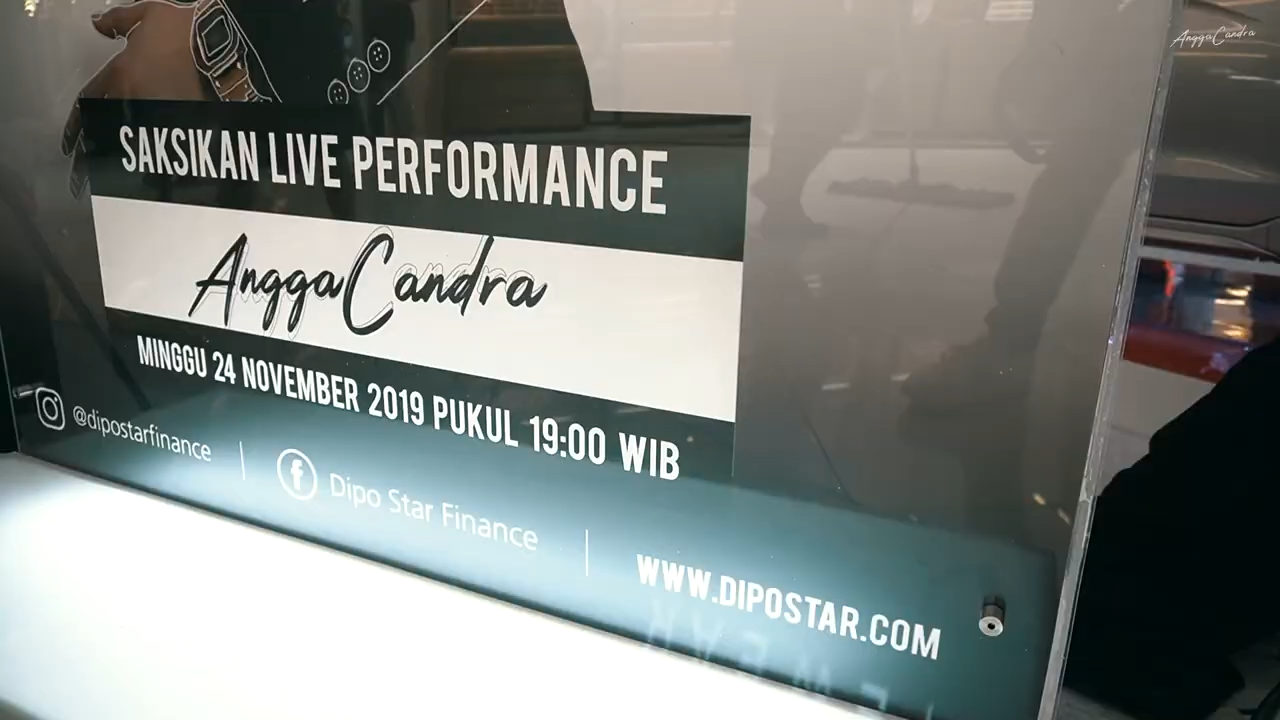 AnggaCandra
SAKSIKAN LIVE PERFORMANCE
AnggaCandra
MINGGU 24 NOVEMBER 2019 PUKUL 19:00 WIB
@dipostarfinance
Dipo Star Finance
WWW.DIPOSTAR.COM